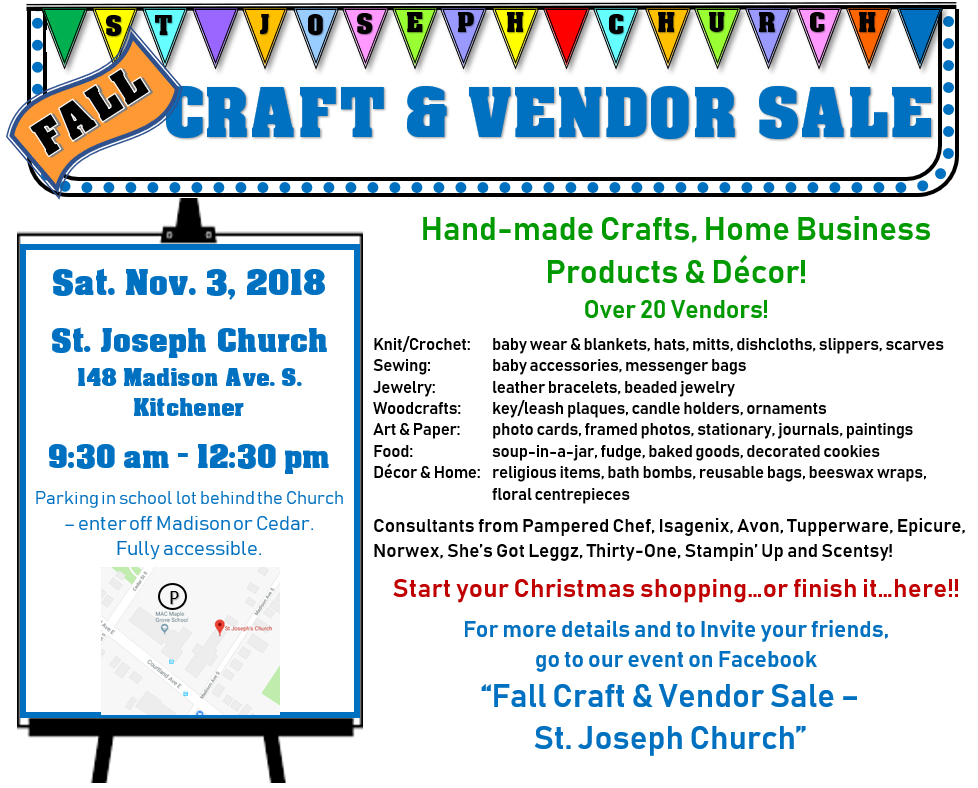 ST JOSEPH CHURCH
FALL
CRAFT & VENDOR SALE
Sat. Nov. 3, 2018
St. Joseph Church
148 Madison Ave. S.
Kitchener
9:30 am - 12:30 pm
Parking in school lot behind the Church
– enter off Madison or Cedar.
Fully accessible.
Cedar St S
P
Madison Ave S
MAC Maple
Grove School
St Joseph's Church
Ave E
Courtland Ave E
Madison Ave S
Hand-made Crafts, Home Business
Products & Décor!
Over 20 Vendors!
Knit/Crochet: baby wear & blankets, hats, mitts, dishcloths, slippers, scarves
Sewing: baby accessories, messenger bags
Jewelry: leather bracelets, beaded jewelry
Woodcrafts: key/leash plaques, candle holders, ornaments
Art & Paper: photo cards, framed photos, stationary, journals, paintings
Food: soup-in-a-jar, fudge, baked goods, decorated cookies
Décor & Home: religious items, bath bombs, reusable bags, beeswax wraps,
floral centrepieces
Consultants from Pampered Chef, Isagenix, Avon, Tupperware, Epicure,
Norwex, She's Got Leggz, Thirty-One, Stampin' Up and Scentsy!
Start your Christmas shopping...or finish it...here!!
For more details and to Invite your friends,
go to our event on Facebook
“Fall Craft & Vendor Sale –
St. Joseph Church”